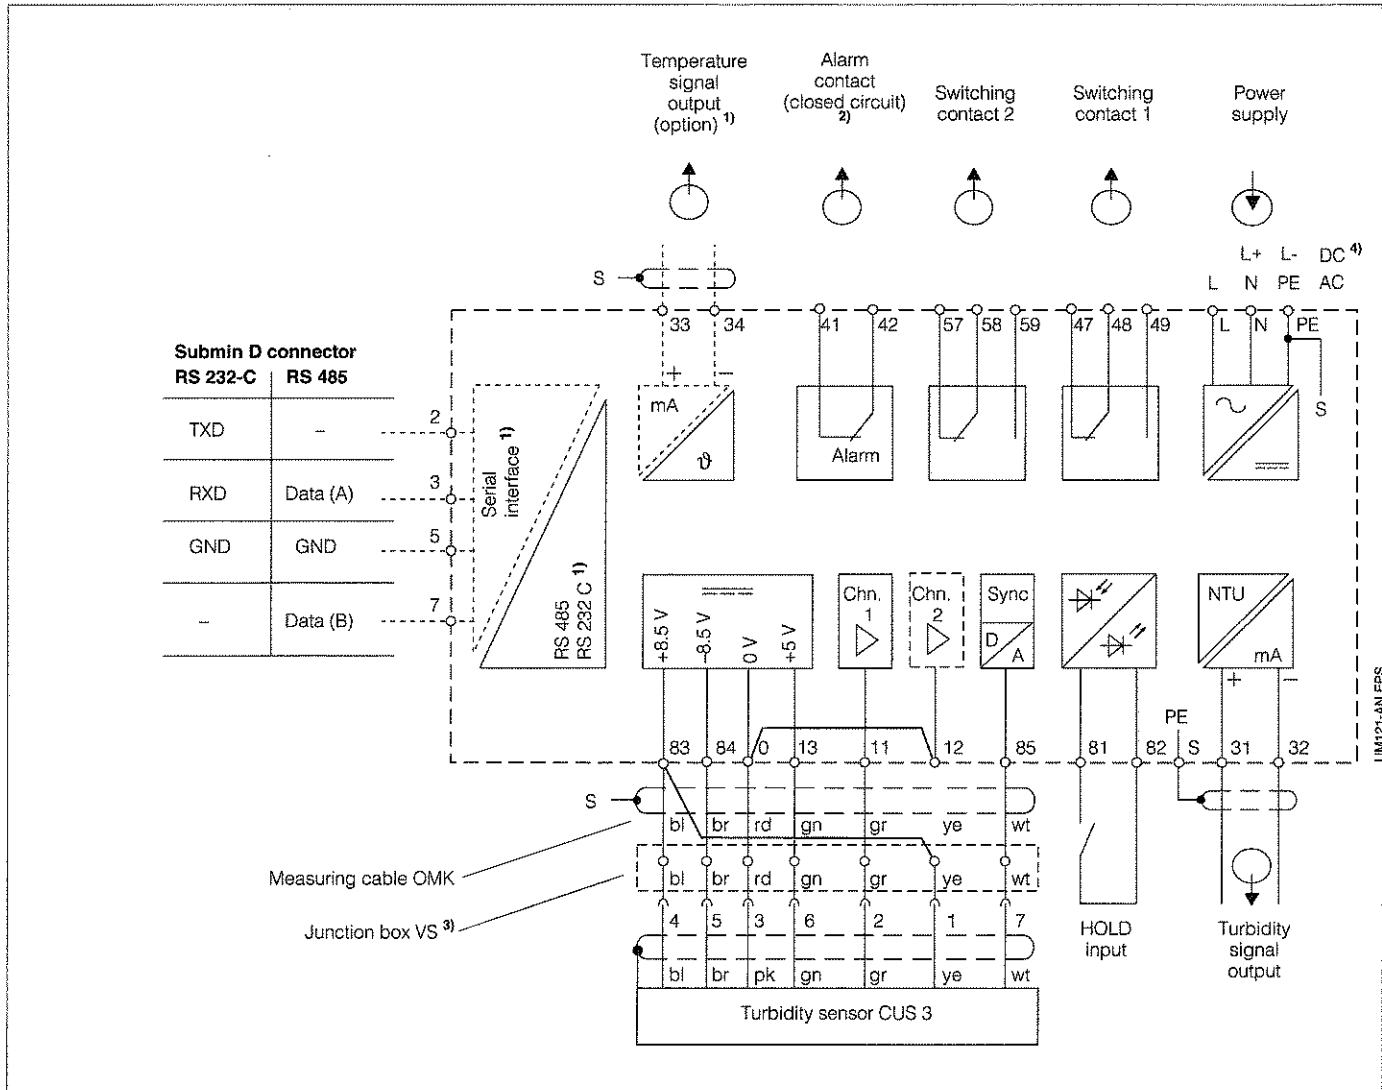 Temperature
signal
output
(option) 1)
Alarm
contact
(closed circuit)
2)
Switching
contact 2
Switching
contact 1
Power
supply
L+ L- DC 4)
L N PE AC
S
33 34 41 42 57 58 59 47 48 49 L N PE
S
Submin D connector
RS 232-C RS 485
TXD – 2
RXD Data (A) 3
GND GND 5
– Data (B) 7
Serial
interface 1)
RS 485
RS 232 C 1)
+ −
mA
ϑ
Alarm
+8.5 V
-8.5 V
0 V
+5 V
Chn.
1
Chn.
2
Sync
D
A
NTU
mA
+ −
PE
83 84 0 13 11 12 85 81 82 S 31 32
UM121-AN.EPS
S
bl br rd gn gr ye wt
Measuring cable OMK
bl br rd gn gr ye wt
Junction box VS 3)
4 5 3 6 2 1 7
HOLD
input
Turbidity
signal
output
bl br pk gn gr ye wt
Turbidity sensor CUS 3